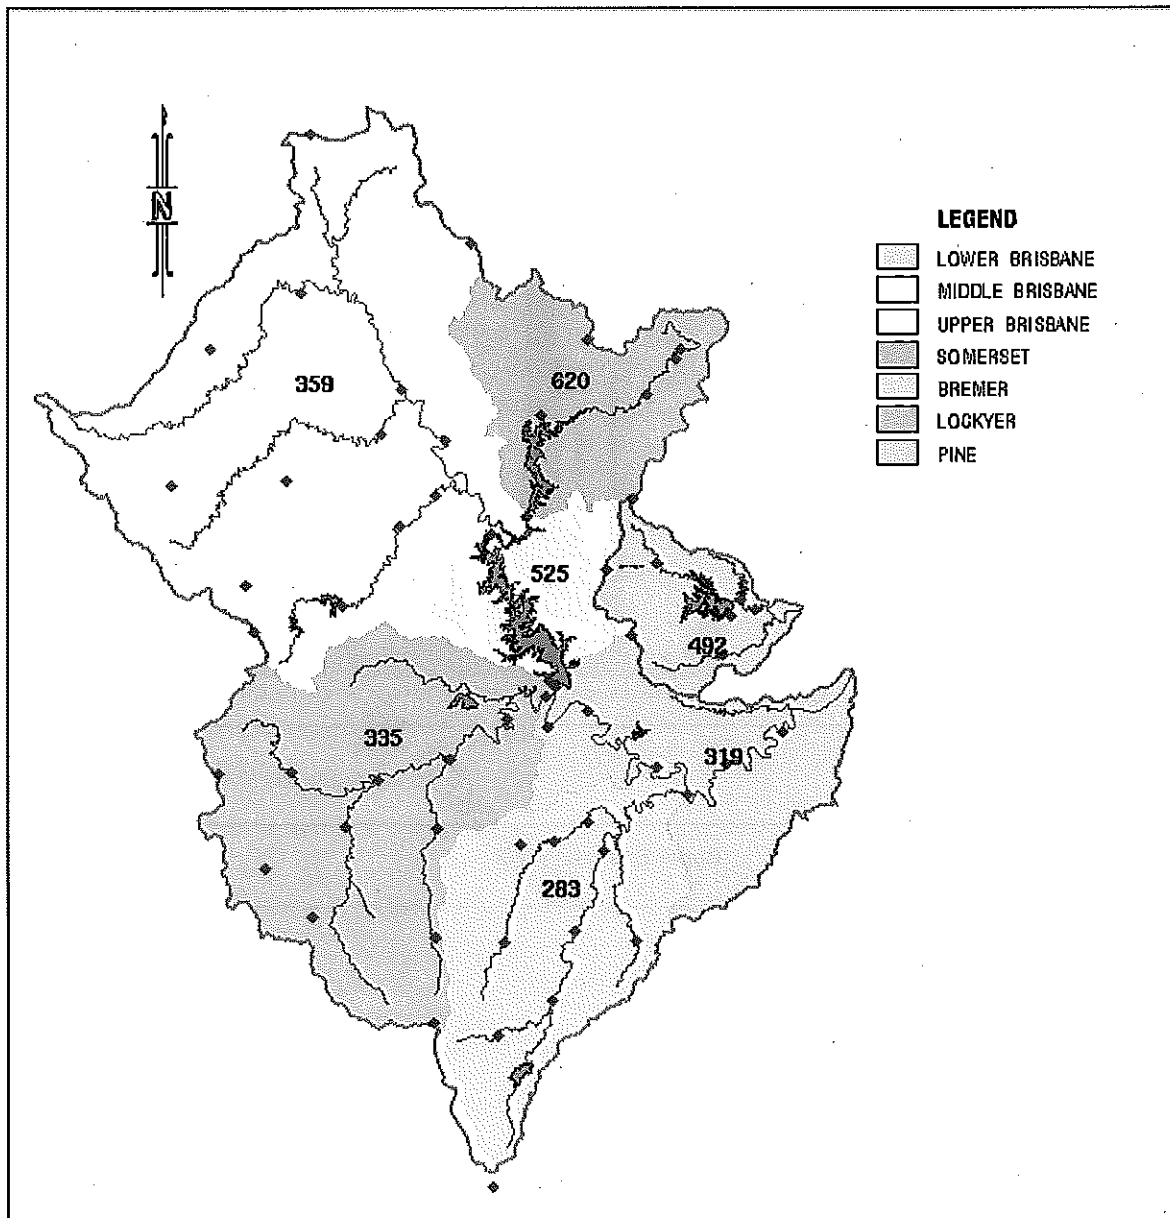 N
LEGEND
LOWER BRISBANE
MIDDLE BRISBANE
UPPER BRISBANE
SOMERSET
BREMER
LOCKYER
PINE
359
620
525
492
335
319
283